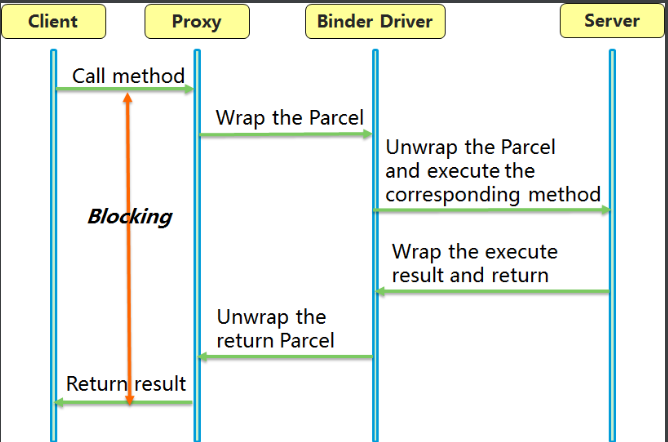 Client
Proxy
Binder Driver
Server
Call method
Wrap the Parcel
Unwrap the Parcel
and execute the
corresponding method
Blocking
Wrap the execute
result and return
Unwrap the
return Parcel
Return result